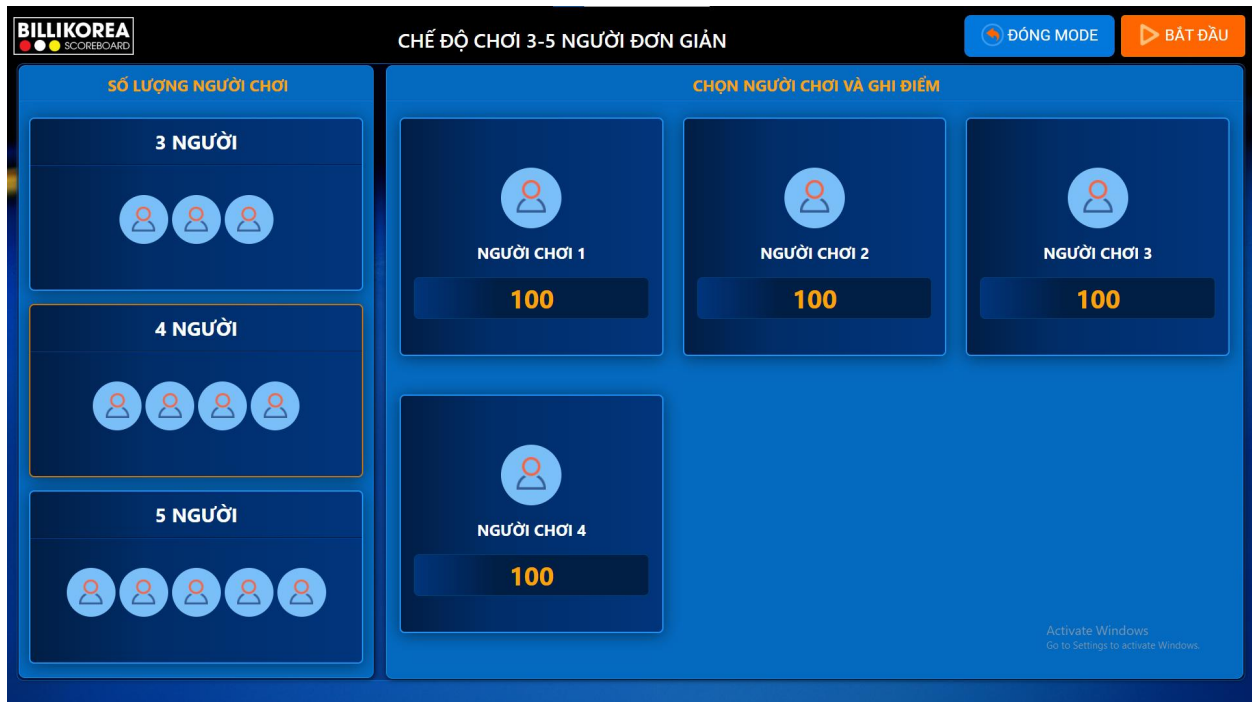 BILLIKOREA
SCOREBOARD
CHẾ ĐỘ CHƠI 3-5 NGƯỜI ĐƠN GIẢN
ĐÓNG MODE
BẮT ĐẦU
SỐ LƯỢNG NGƯỜI CHƠI
3 NGƯỜI
4 NGƯỜI
5 NGƯỜI
CHỌN NGƯỜI CHƠI VÀ GHI ĐIỂM
NGƯỜI CHƠI 1
100
NGƯỜI CHƠI 2
100
NGƯỜI CHƠI 3
100
NGƯỜI CHƠI 4
100
Activate Windows
Go to Settings to activate Windows.